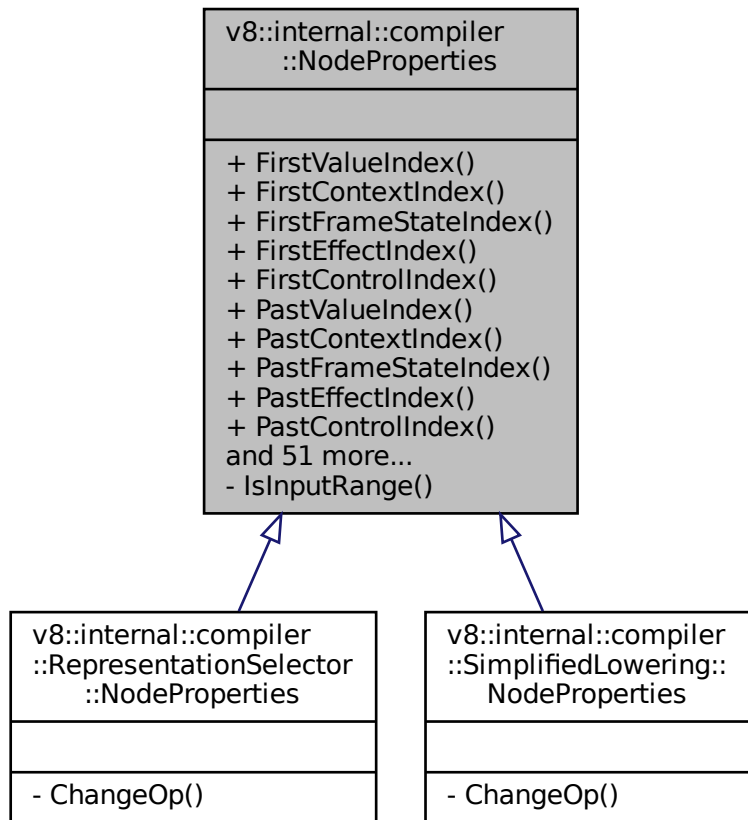 v8::internal::compiler
::NodeProperties
+ FirstValueIndex()
+ FirstContextIndex()
+ FirstFrameStateIndex()
+ FirstEffectIndex()
+ FirstControlIndex()
+ PastValueIndex()
+ PastContextIndex()
+ PastFrameStateIndex()
+ PastEffectIndex()
+ PastControlIndex()
and 51 more...
- IsInputRange()
v8::internal::compiler
::RepresentationSelector
::NodeProperties
- ChangeOp()
v8::internal::compiler
::SimplifiedLowering::
NodeProperties
- ChangeOp()